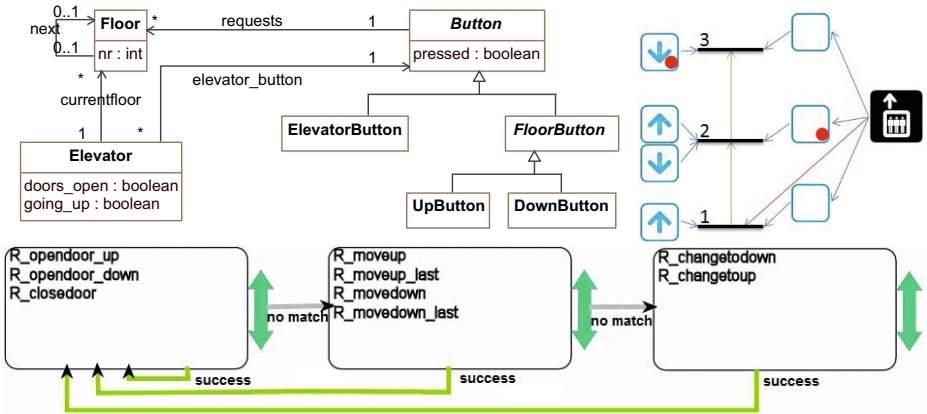 0..1
Floor
*
requests
1
Button
next
0..1
nr : int
pressed : boolean
1
elevator_button
*
currentfloor
1
*
Elevator
doors_open : boolean
going_up : boolean
ElevatorButton
FloorButton
UpButton
DownButton
3
2
1
R_opendoor_up
R_opendoor_down
R_closedoor
no match
R_moveup
R_moveup_last
R_movedown
R_movedown_last
no match
R_changetodown
R_changetoup
success
success
success